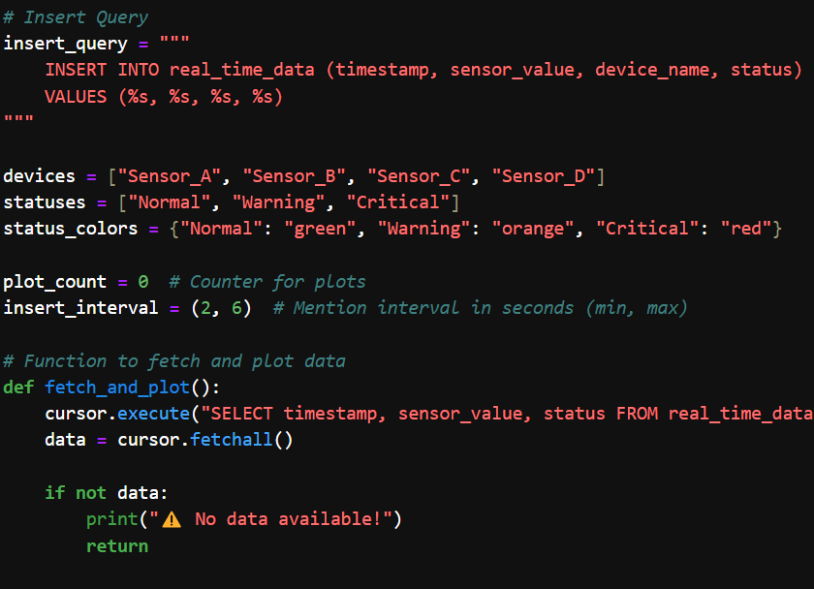 # Insert Query
insert_query = """
    INSERT INTO real_time_data (timestamp, sensor_value, device_name, status)
    VALUES (%s, %s, %s, %s)
"""
devices = ["Sensor_A", "Sensor_B", "Sensor_C", "Sensor_D"]
statuses = ["Normal", "Warning", "Critical"]
status_colors = {"Normal": "green", "Warning": "orange", "Critical": "red"}
plot_count = 0  # Counter for plots
insert_interval = (2, 6)  # Mention interval in seconds (min, max)
# Function to fetch and plot data
def fetch_and_plot():
    cursor.execute("SELECT timestamp, sensor_value, status FROM real_time_data
    data = cursor.fetchall()
    if not data:
        print("⚠️ No data available!")
        return